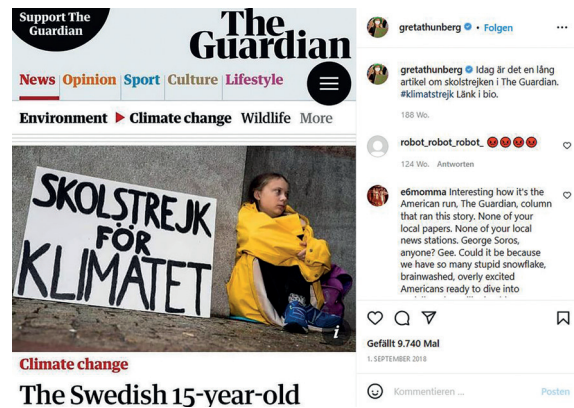 Support The
Guardian
The
Guardian
News Opinion Sport Culture Lifestyle
Environment Climate change Wildlife More
SKOLSTREJK
FÖR
KLIMATET
i
Climate change
The Swedish 15-year-old
gretathunberg • Folgen
gretathunberg Idag är det en lång
artikel om skolstrejken i The Guardian.
#klimatstrejk Länk i bio.
188 Wo.
robot_robot_robot_
124 Wo. Antworten
e6momma Interesting how it's the
American run, The Guardian, column
that ran this story. None of your
local papers. None of your local
news stations. George Soros,
anyone? Gee. Could it be because
we have so many stupid snowflake,
brainwashed, overly excited
Americans ready to dive into
Gefällt 9.740 Mal
1. SEPTEMBER 2018
Kommentieren ...
Posten